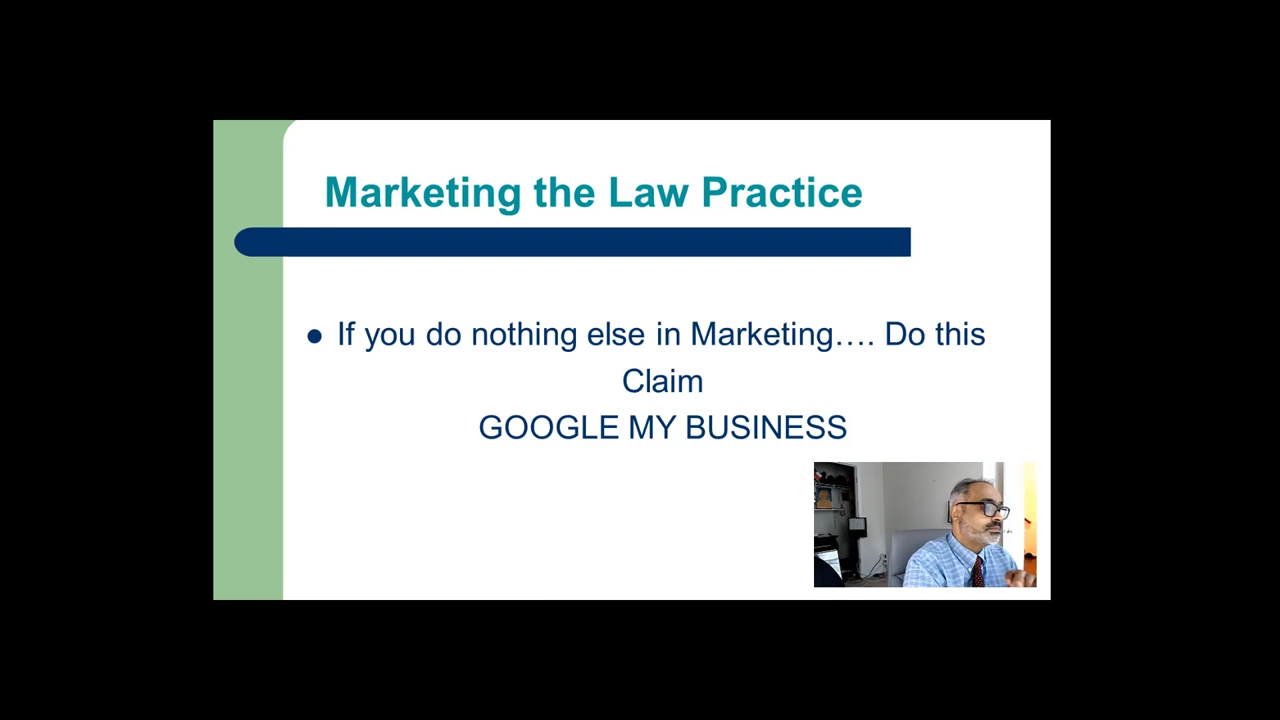 Marketing the Law Practice
If you do nothing else in Marketing…. Do this
Claim
GOOGLE MY BUSINESS